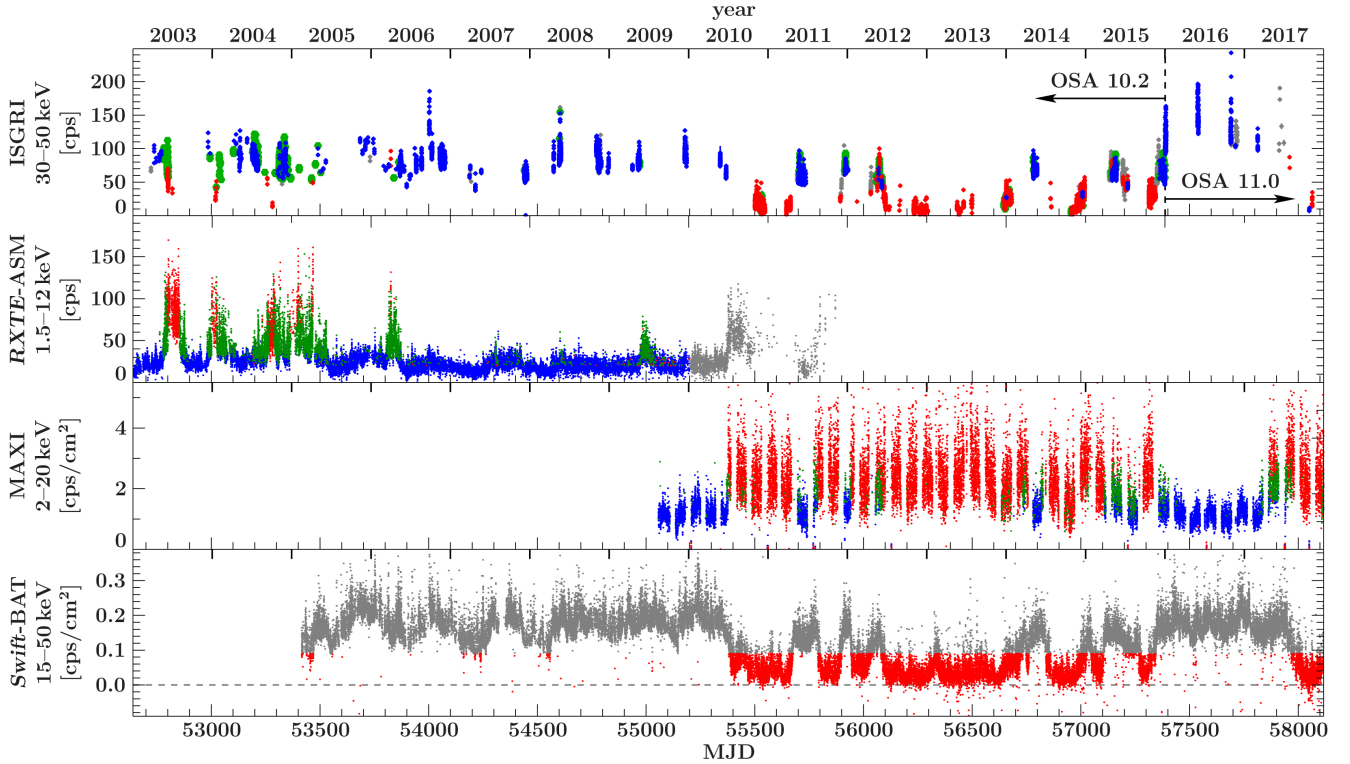 year
2003 2004 2005 2006 2007 2008 2009 2010 2011 2012 2013 2014 2015 2016 2017
ISGRI
30–50 keV
[cps]
200
150
100
50
0
OSA 10.2
OSA 11.0
RXTE-ASM
1.5–12 keV
[cps]
150
100
50
0
MAXI
2–20 keV
[cps/cm²]
4
2
0
Swift-BAT
15–50 keV
[cps/cm²]
0.3
0.2
0.1
0.0
53000 53500 54000 54500 55000 55500 56000 56500 57000 57500 58000
MJD